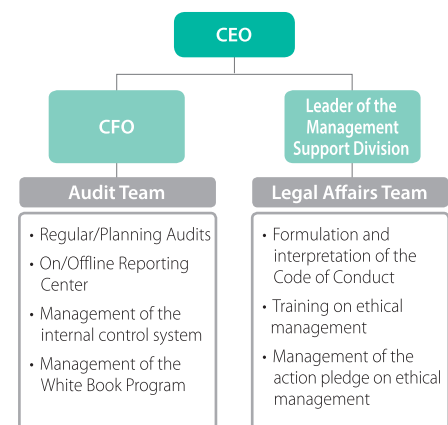 CEO
CFO
Leader of the
Management
Support Division
Audit Team
• Regular/Planning Audits
• On/Offline Reporting
Center
• Management of the
internal control system
• Management of the
White Book Program
Legal Affairs Team
• Formulation and
interpretation of the
Code of Conduct
• Training on ethical
management
• Management of the
action pledge on ethical
management